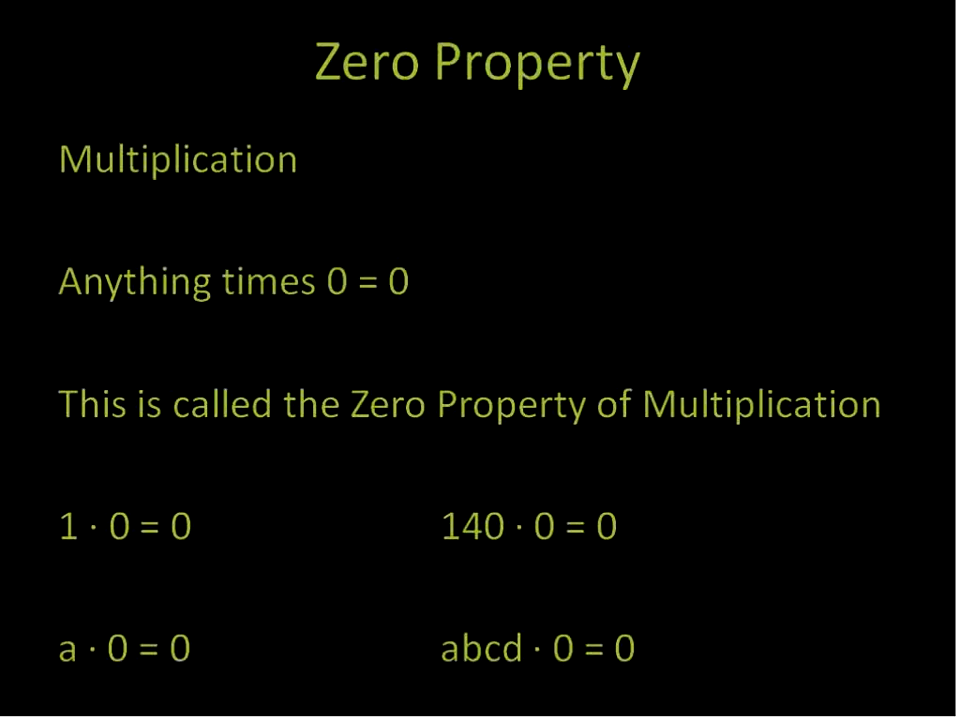 Zero Property
Multiplication
Anything times 0 = 0
This is called the Zero Property of Multiplication
1 · 0 = 0 140 · 0 = 0
a · 0 = 0 abcd · 0 = 0